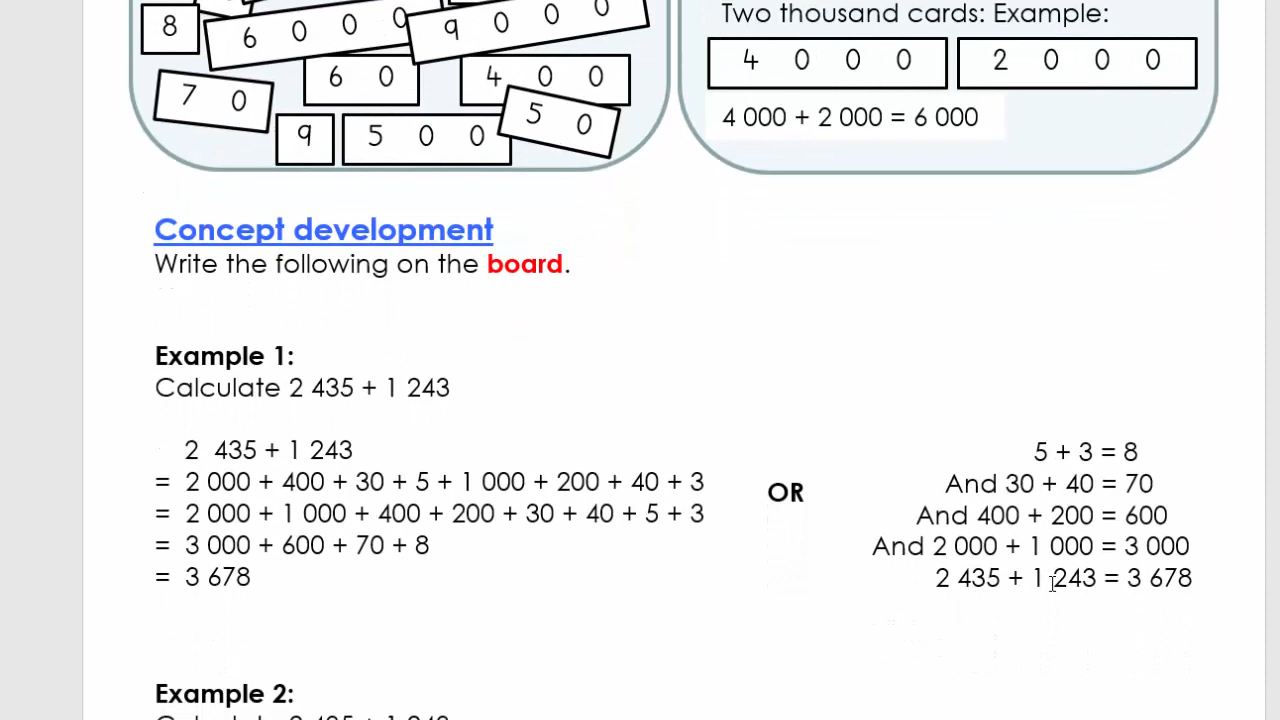 8
6 0 0 0
9 0 0 0
7 0
6 0
4 0 0
5 0
9
5 0 0
Two thousand cards: Example:
4 0 0 0
2 0 0 0
4 000 + 2 000 = 6 000
Concept development
Write the following on the board.
Example 1:
Calculate 2 435 + 1 243
2 435 + 1 243
= 2 000 + 400 + 30 + 5 + 1 000 + 200 + 40 + 3
= 2 000 + 1 000 + 400 + 200 + 30 + 40 + 5 + 3
= 3 000 + 600 + 70 + 8
= 3 678
OR
5 + 3 = 8
And 30 + 40 = 70
And 400 + 200 = 600
And 2 000 + 1 000 = 3 000
2 435 + 1 243 = 3 678
Example 2: